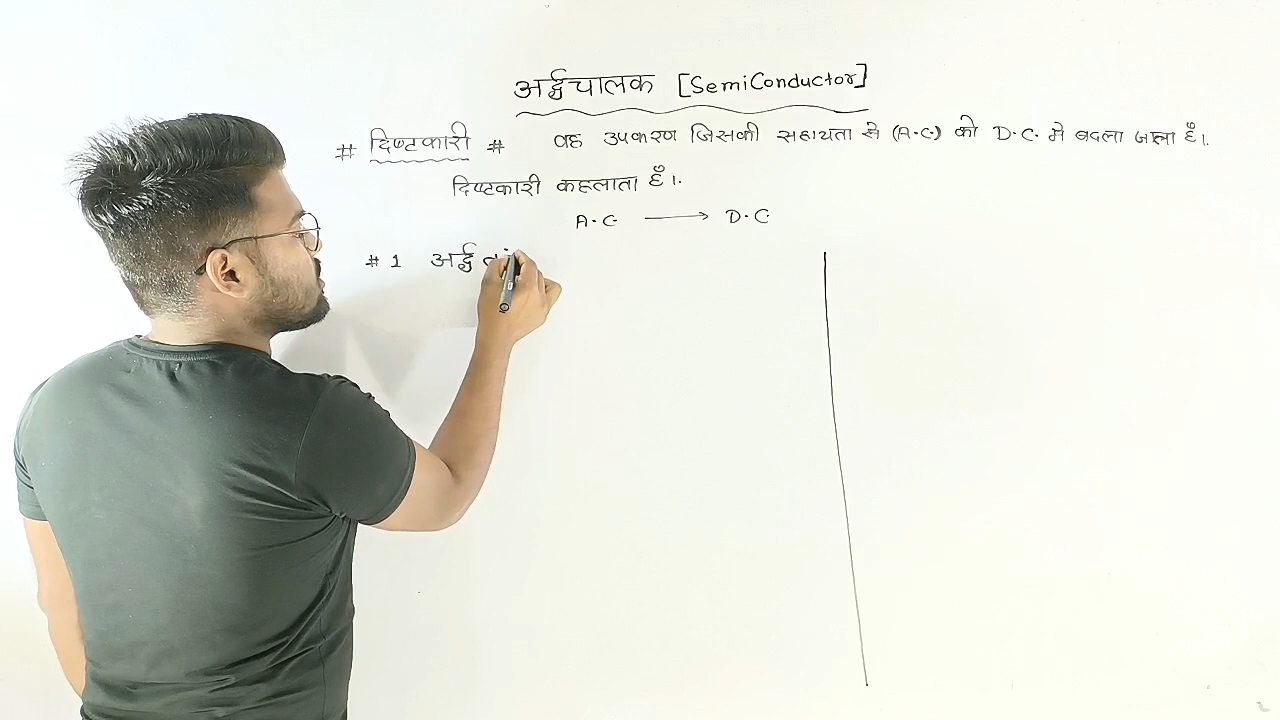 अर्द्धचालक [SemiConductor]
# दिष्टकारी # वह उपकरण जिसकी सहायता से (A.C) को D.C. मे बदला जाता हैं।.
दिष्टकारी कहलाता हैं।.
A.C ⟶ D.C
# 1 अर्द्ध